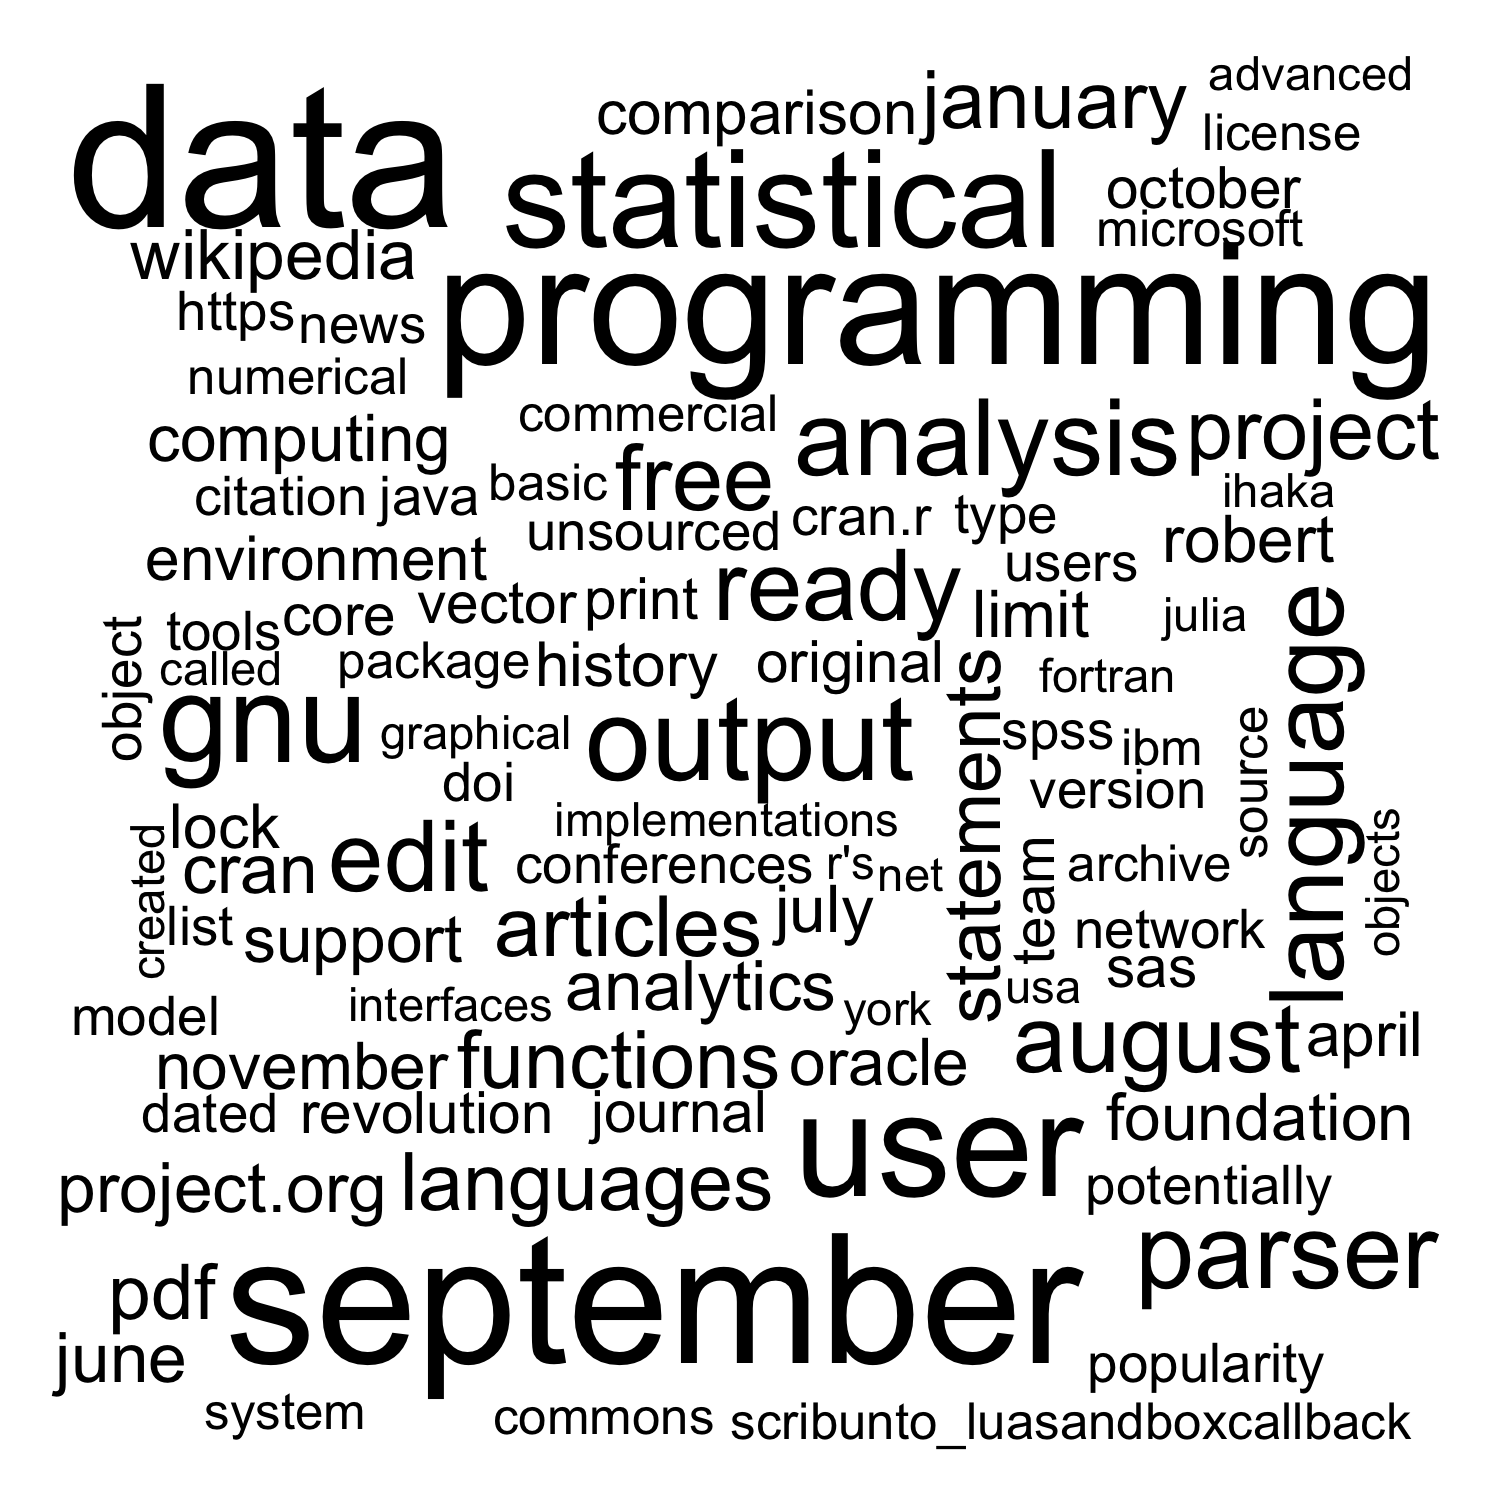 advanced
data
comparison
january
license
statistical
october
microsoft
wikipedia
programming
https
news
numerical
commercial
analysis
project
computing
free
basic
citation
java
ihaka
cran.r
type
unsourced
robert
environment
users
ready
vector
print
limit
julia
core
tools
object
called
package
history
original
fortran
language
gnu
graphical
output
statements
spss
ibm
source
doi
version
implementations
lock
cran
edit
created
conferences
r's
net
team
archive
objects
list
support
articles
july
network
sas
analytics
usa
model
interfaces
york
august
april
november
functions
oracle
dated
revolution
journal
user
foundation
project.org
languages
potentially
parser
pdf
september
june
popularity
system
commons
scribunto_luasandboxcallback